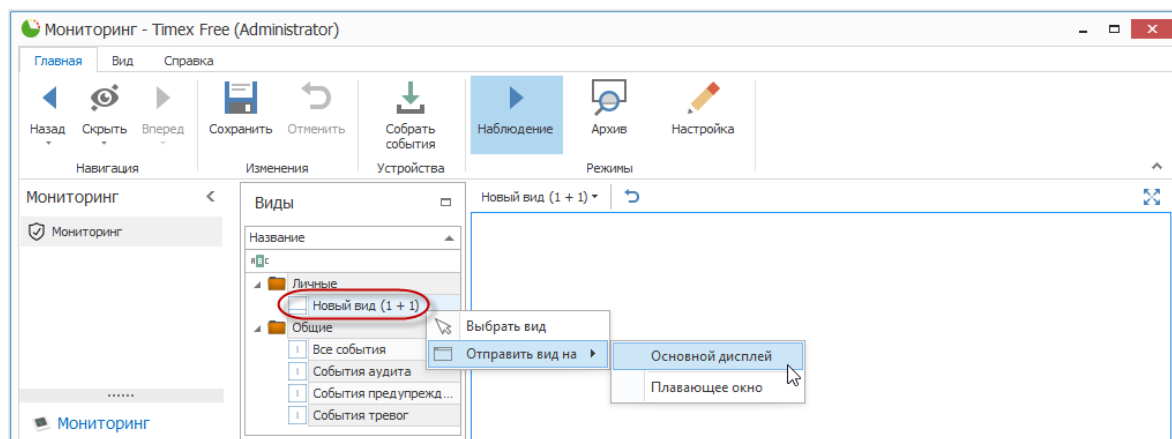 Мониторинг - Timex Free (Administrator)
Главная Вид Справка
Назад Скрыть Вперед Сохранить Отменить Собрать события Наблюдение Архив Настройка
Навигация Изменения Устройства Режимы
Мониторинг
Мониторинг
Мониторинг
Виды
Название
Личные
Новый вид (1 + 1)
Общие
Все события
События аудита
События предупрежд...
События тревог
Новый вид (1 + 1)
Выбрать вид
Отправить вид на
Основной дисплей
Плавающее окно